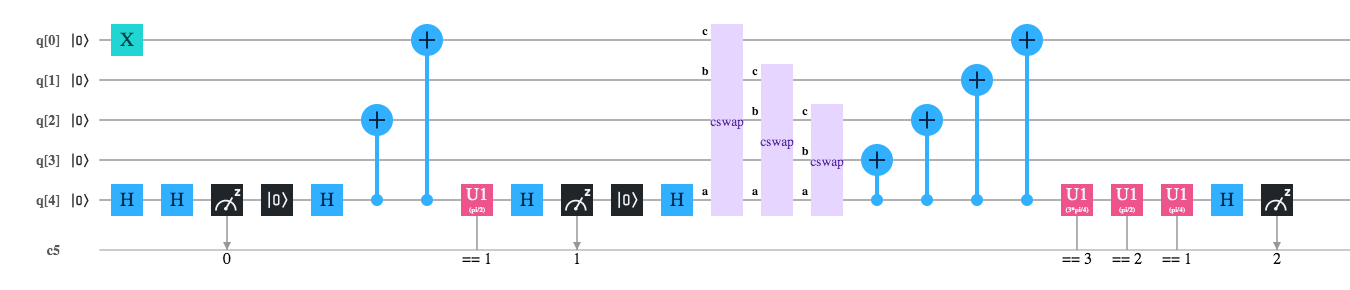 q[0] |0⟩ X + c
q[1] |0⟩ b c +
q[2] |0⟩ + b c +
cswap cswap cswap
q[3] |0⟩ b +
q[4] |0⟩ H H z |0⟩ H U1 (pi/2) H z |0⟩ H a a a U1 (3*pi/4) U1 (pi/2) U1 (pi/4) H z
c5
0 == 1 1 == 3 == 2 == 1 2